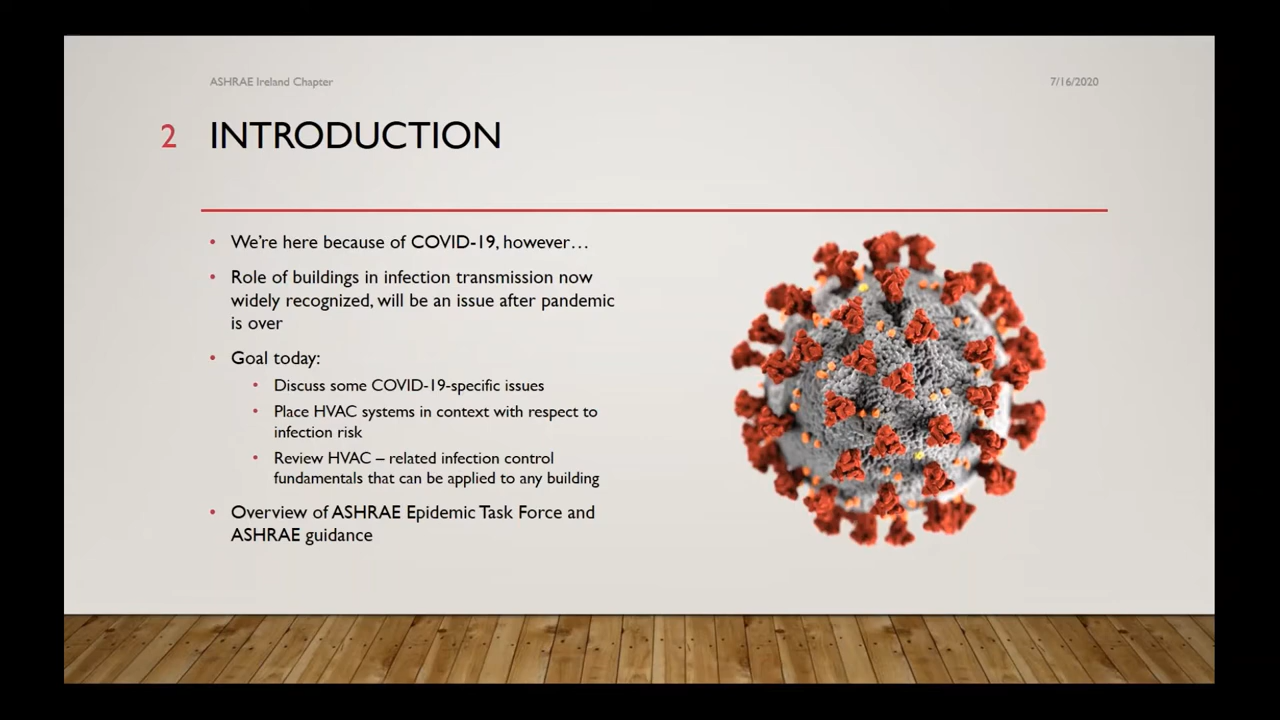 ASHRAE Ireland Chapter
7/16/2020
2 INTRODUCTION
• We're here because of COVID-19, however…
• Role of buildings in infection transmission now
widely recognized, will be an issue after pandemic
is over
• Goal today:
• Discuss some COVID-19-specific issues
• Place HVAC systems in context with respect to
infection risk
• Review HVAC – related infection control
fundamentals that can be applied to any building
• Overview of ASHRAE Epidemic Task Force and
ASHRAE guidance